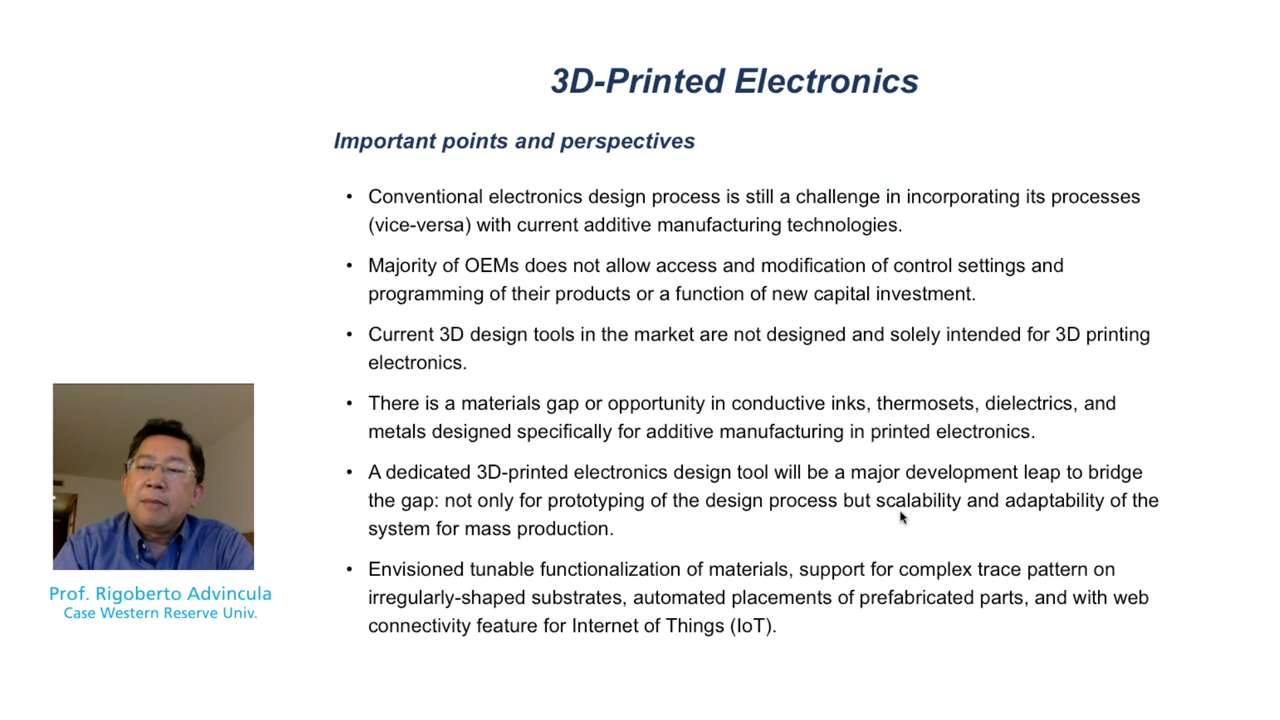 3D-Printed Electronics
Important points and perspectives
• Conventional electronics design process is still a challenge in incorporating its processes
(vice-versa) with current additive manufacturing technologies.
• Majority of OEMs does not allow access and modification of control settings and
programming of their products or a function of new capital investment.
• Current 3D design tools in the market are not designed and solely intended for 3D printing
electronics.
• There is a materials gap or opportunity in conductive inks, thermosets, dielectrics, and
metals designed specifically for additive manufacturing in printed electronics.
• A dedicated 3D-printed electronics design tool will be a major development leap to bridge
the gap: not only for prototyping of the design process but scalability and adaptability of the
system for mass production.
• Envisioned tunable functionalization of materials, support for complex trace pattern on
irregularly-shaped substrates, automated placements of prefabricated parts, and with web
connectivity feature for Internet of Things (IoT).
Prof. Rigoberto Advincula
Case Western Reserve Univ.